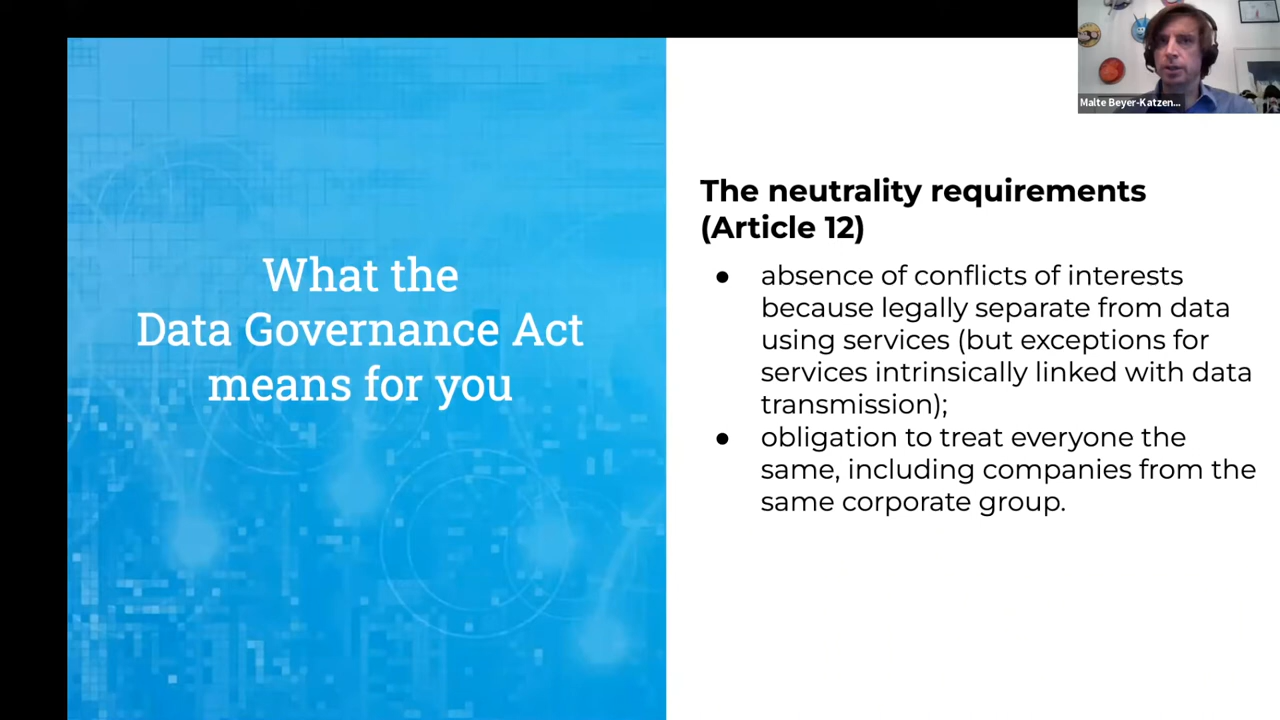 Malte Beyer-Katzen...
What the
Data Governance Act
means for you
The neutrality requirements
(Article 12)
● absence of conflicts of interests
because legally separate from data
using services (but exceptions for
services intrinsically linked with data
transmission);
● obligation to treat everyone the
same, including companies from the
same corporate group.